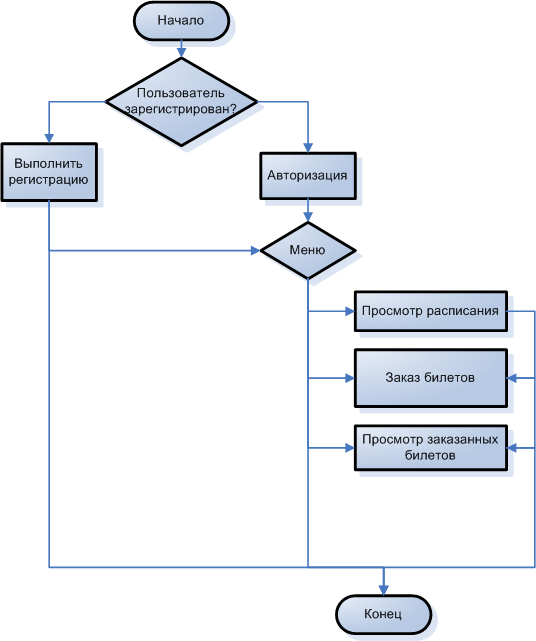 Начало
Пользователь
зарегистрирован?
Выполнить
регистрацию
Авторизация
Меню
Просмотр расписания
Заказ билетов
Просмотр заказанных
билетов
Конец